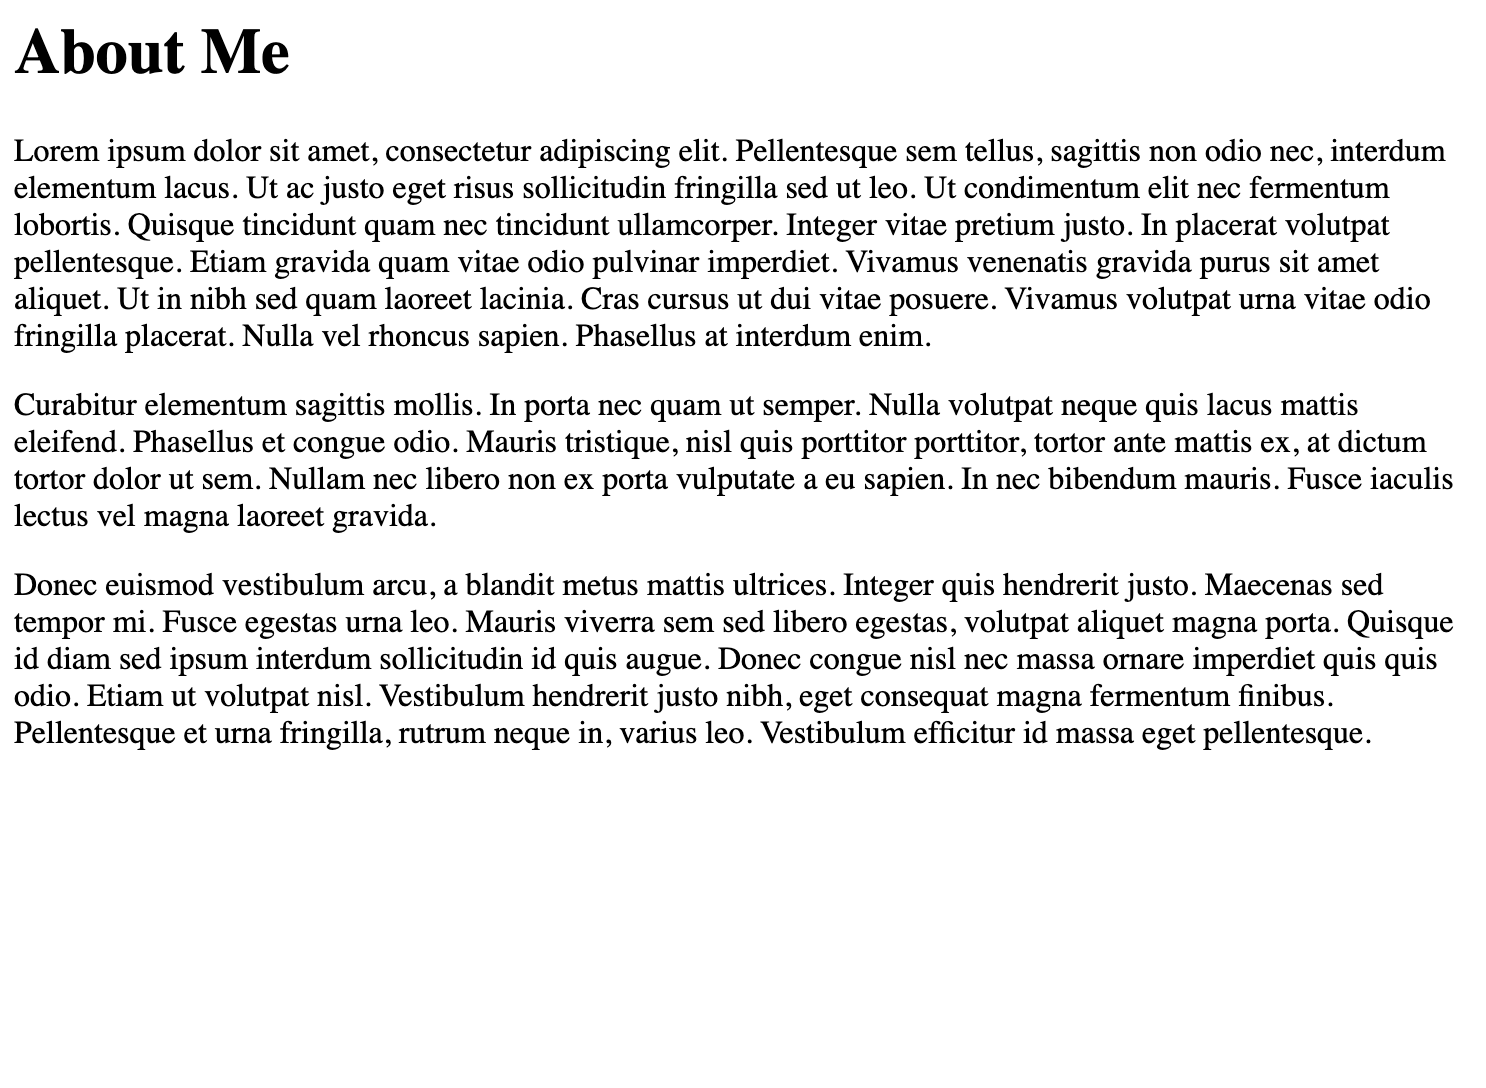 About Me
Lorem ipsum dolor sit amet, consectetur adipiscing elit. Pellentesque sem tellus, sagittis non odio nec, interdum
elementum lacus. Ut ac justo eget risus sollicitudin fringilla sed ut leo. Ut condimentum elit nec fermentum
lobortis. Quisque tincidunt quam nec tincidunt ullamcorper. Integer vitae pretium justo. In placerat volutpat
pellentesque. Etiam gravida quam vitae odio pulvinar imperdiet. Vivamus venenatis gravida purus sit amet
aliquet. Ut in nibh sed quam laoreet lacinia. Cras cursus ut dui vitae posuere. Vivamus volutpat urna vitae odio
fringilla placerat. Nulla vel rhoncus sapien. Phasellus at interdum enim.
Curabitur elementum sagittis mollis. In porta nec quam ut semper. Nulla volutpat neque quis lacus mattis
eleifend. Phasellus et congue odio. Mauris tristique, nisl quis porttitor porttitor, tortor ante mattis ex, at dictum
tortor dolor ut sem. Nullam nec libero non ex porta vulputate a eu sapien. In nec bibendum mauris. Fusce iaculis
lectus vel magna laoreet gravida.
Donec euismod vestibulum arcu, a blandit metus mattis ultrices. Integer quis hendrerit justo. Maecenas sed
tempor mi. Fusce egestas urna leo. Mauris viverra sem sed libero egestas, volutpat aliquet magna porta. Quisque
id diam sed ipsum interdum sollicitudin id quis augue. Donec congue nisl nec massa ornare imperdiet quis quis
odio. Etiam ut volutpat nisl. Vestibulum hendrerit justo nibh, eget consequat magna fermentum finibus.
Pellentesque et urna fringilla, rutrum neque in, varius leo. Vestibulum efficitur id massa eget pellentesque.